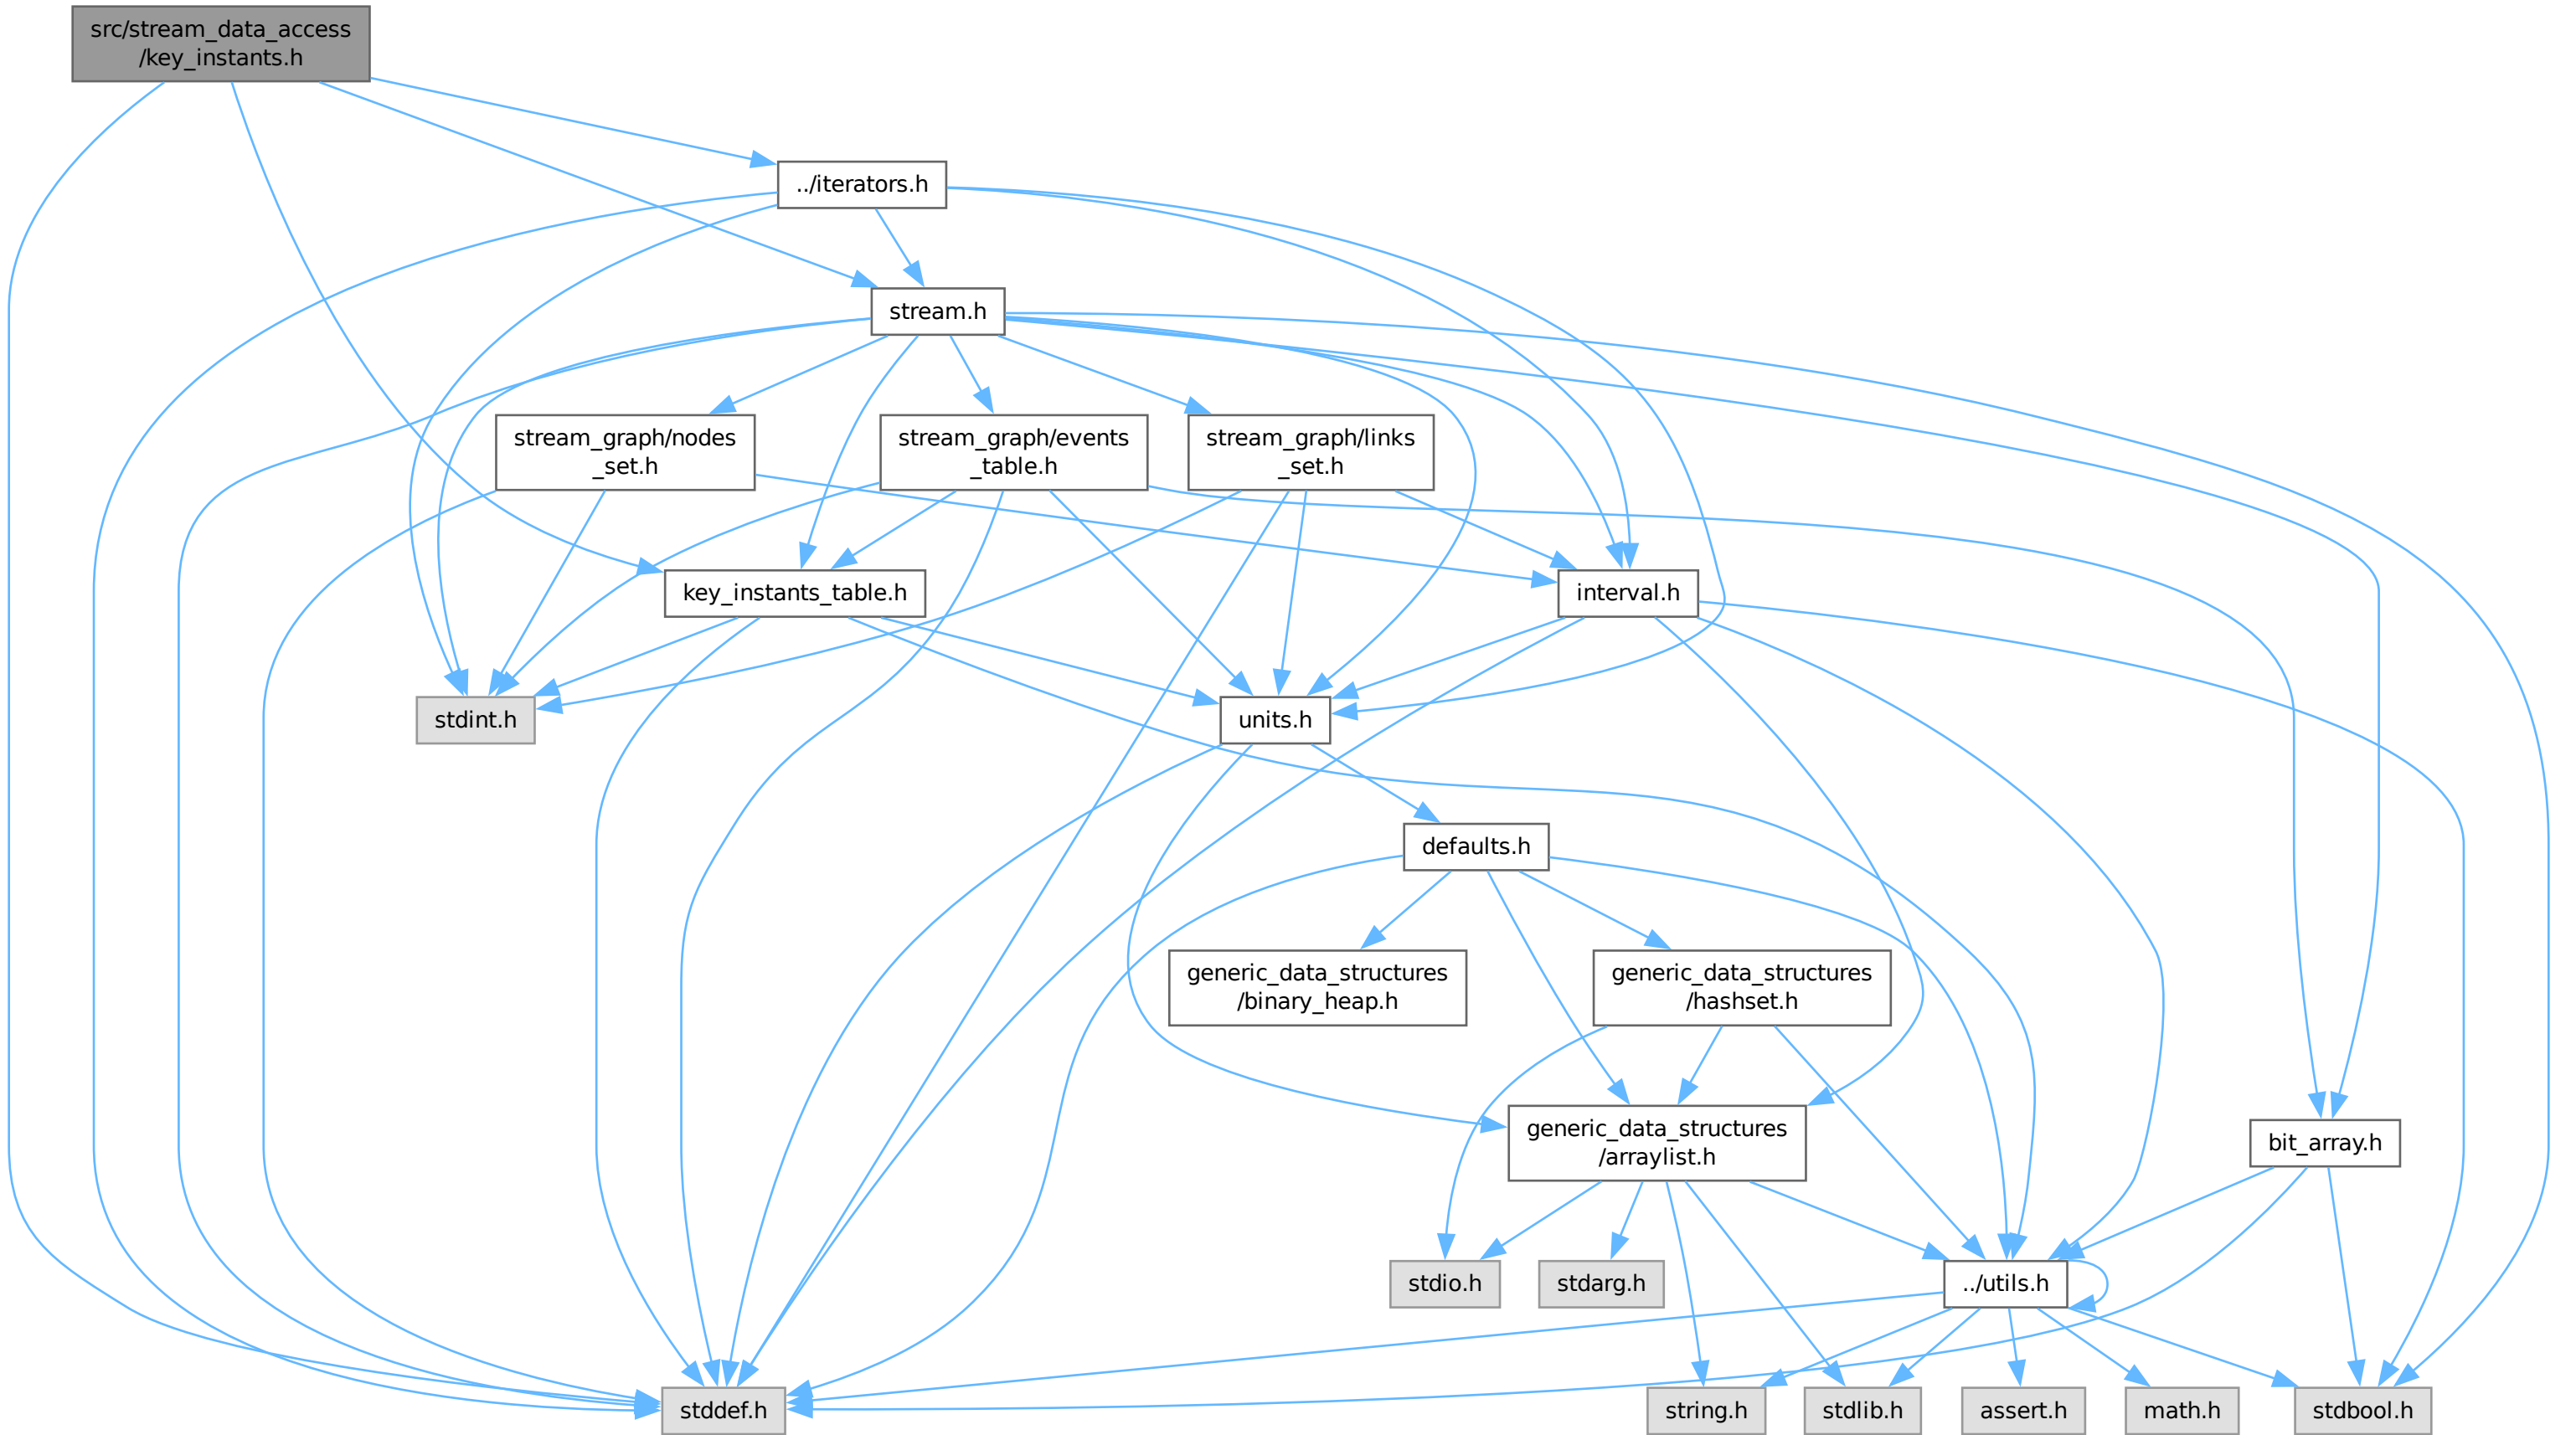 src/stream_data_access
/key_instants.h
../iterators.h
stream.h
stream_graph/nodes
_set.h
stream_graph/events
_table.h
stream_graph/links
_set.h
key_instants_table.h
interval.h
stdint.h
units.h
defaults.h
generic_data_structures
/binary_heap.h
generic_data_structures
/hashset.h
generic_data_structures
/arraylist.h
bit_array.h
stdio.h
stdarg.h
../utils.h
stddef.h
string.h
stdlib.h
assert.h
math.h
stdbool.h